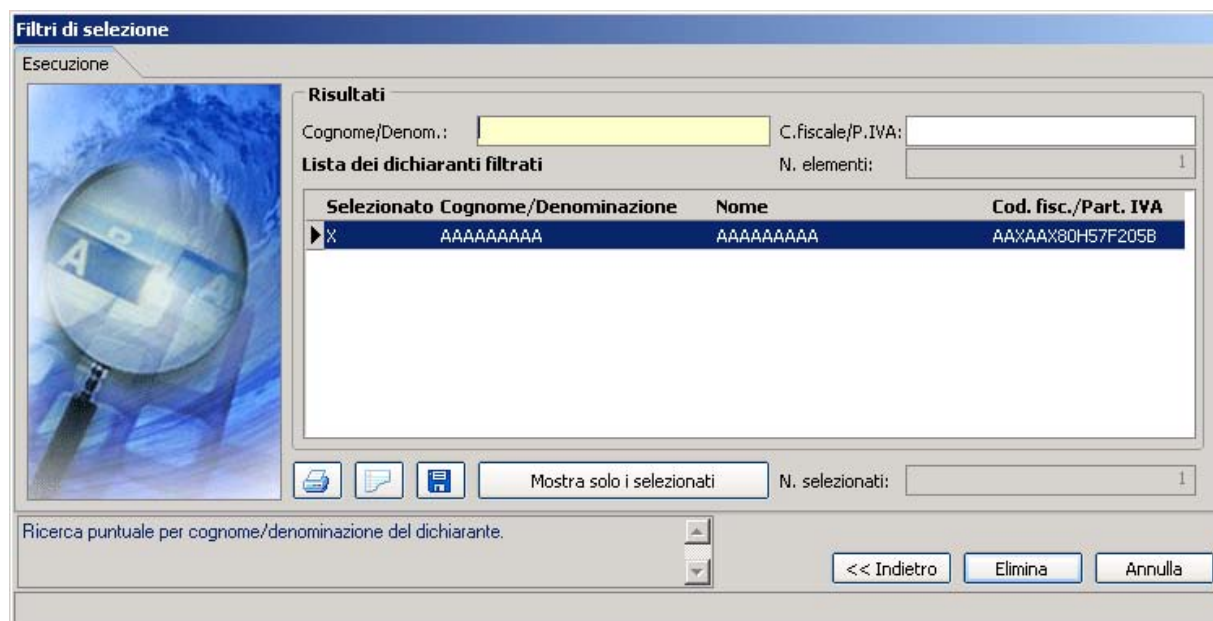 Filtri di selezione
Esecuzione
Risultati
Cognome/Denom.: C.fiscale/P.IVA:
Lista dei dichiaranti filtrati N. elementi: 1
Selezionato Cognome/Denominazione Nome Cod. fisc./Part. IVA
X AAAAAAAAA AAAAAAAAA AAXAAX80H57F205B
Mostra solo i selezionati N. selezionati: 1
Ricerca puntuale per cognome/denominazione del dichiarante.
<< Indietro Elimina Annulla